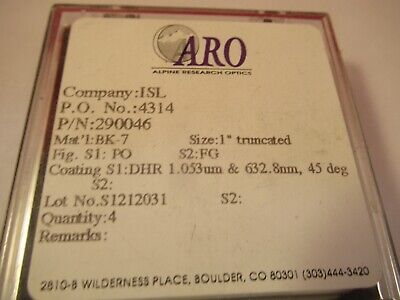 ARO
ALPINE RESEARCH OPTICS
Company:ISL
P.O. No.:4314
P/N:290046
Mat'l:BK-7 Size:1" truncated
Fig. S1: PO S2:FG
Coating S1:DHR 1.053um & 632.8nm, 45 deg
S2:
Lot No.S1212031 S2:
Quantity:4
Remarks:
2810-B WILDERNESS PLACE, BOULDER, CO 80301 (303)444-3420